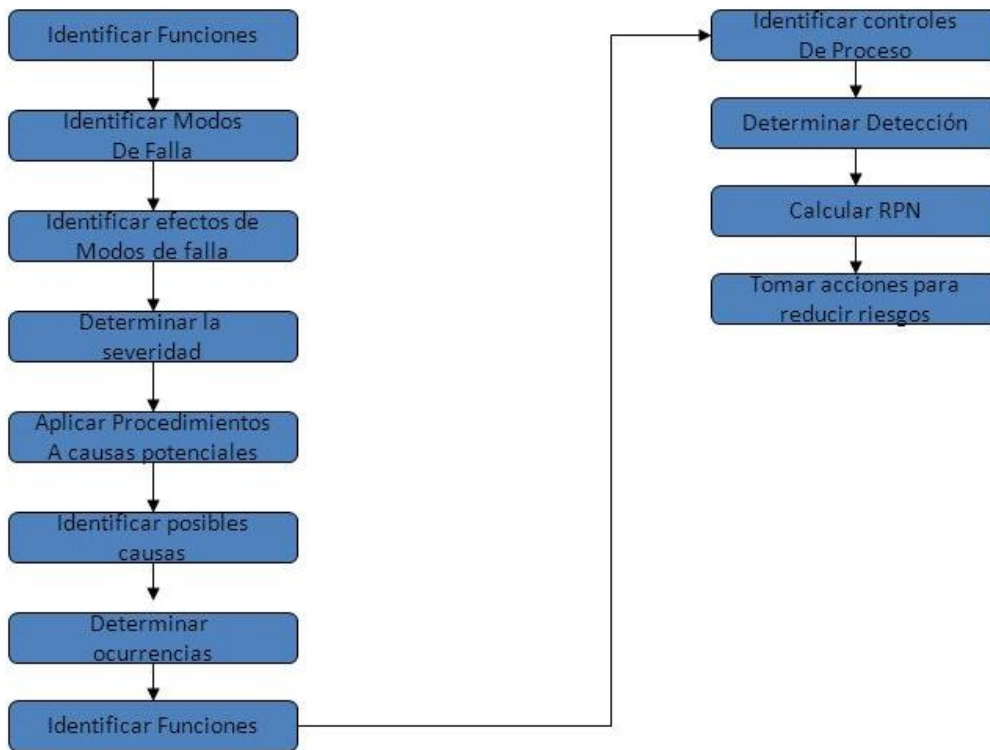 Identificar Funciones
Identificar Modos
De Falla
Identificar efectos de
Modos de falla
Determinar la
severidad
Aplicar Procedimientos
A causas potenciales
Identificar posibles
causas
Determinar
ocurrencias
Identificar Funciones
Identificar controles
De Proceso
Determinar Detección
Calcular RPN
Tomar acciones para
reducir riesgos